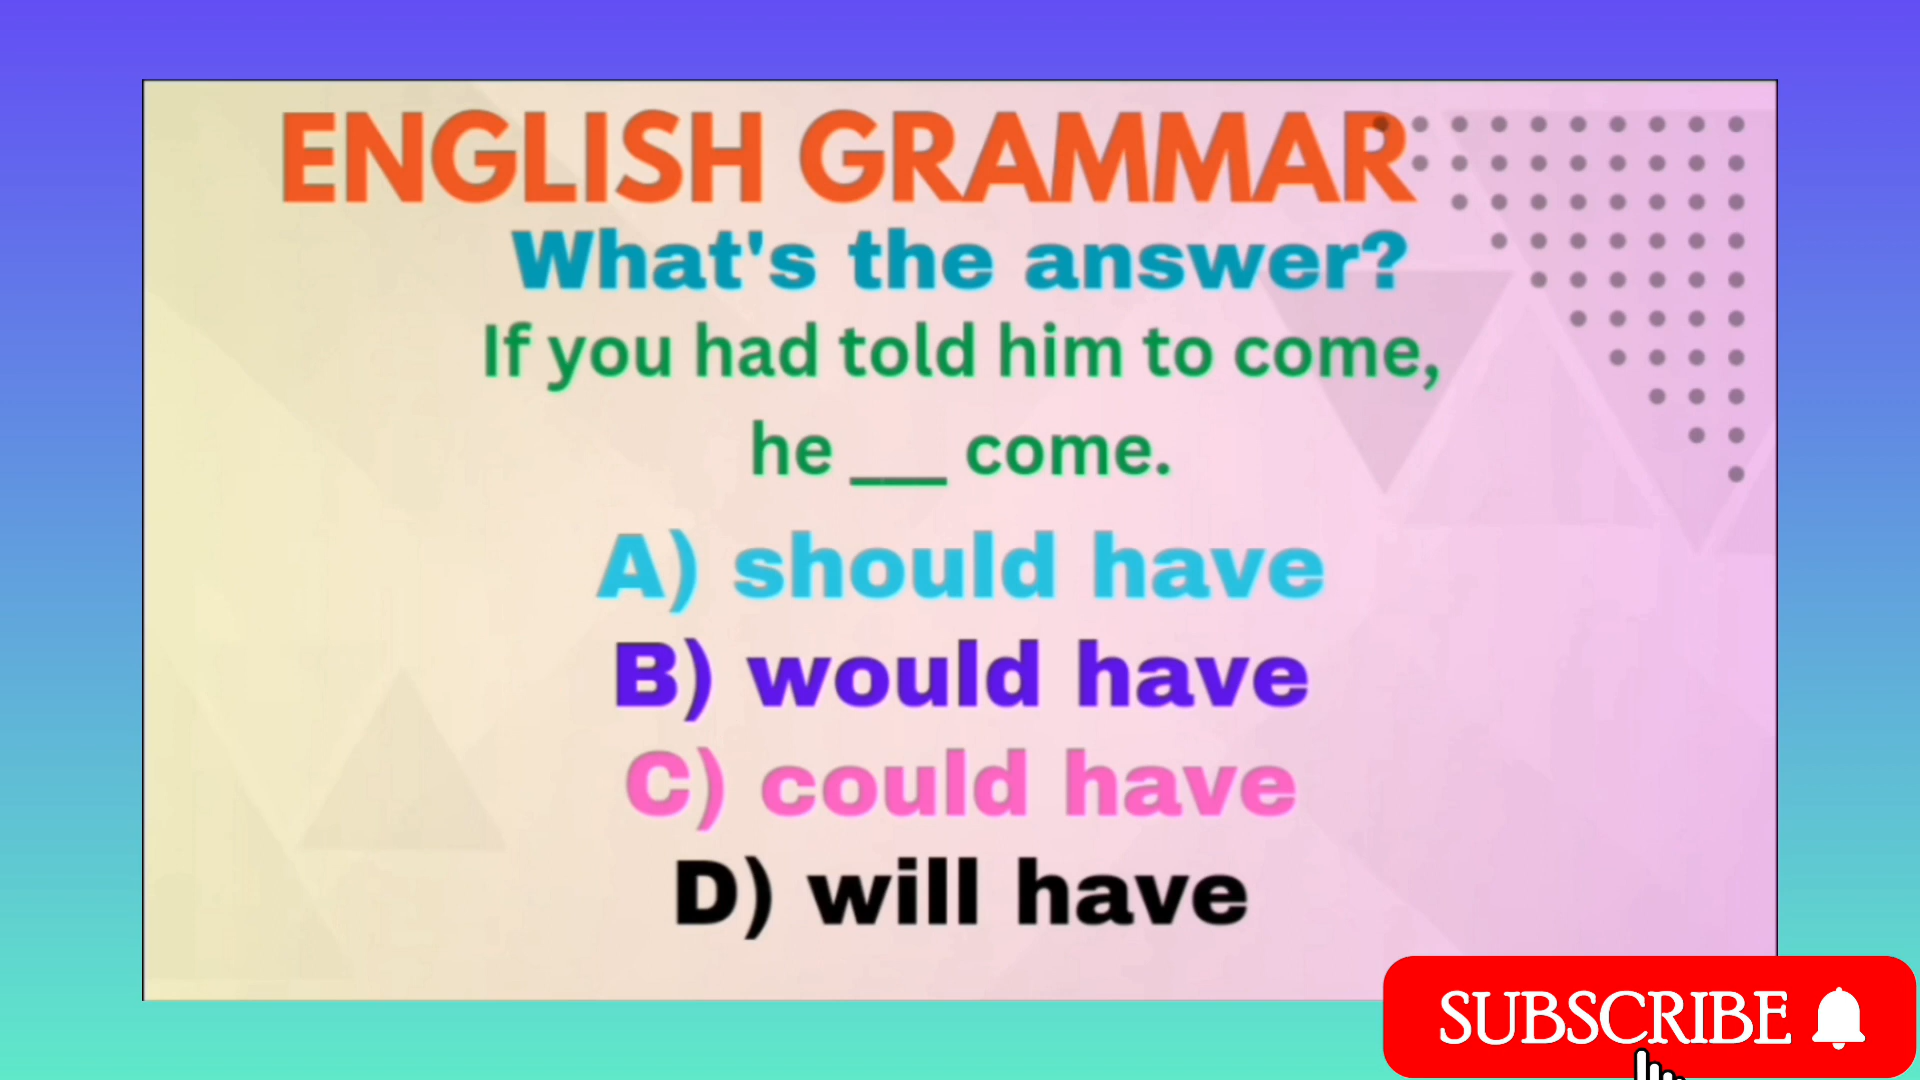 ENGLISH GRAMMAR
What's the answer?
If you had told him to come,
he ___ come.
A) should have
B) would have
C) could have
D) will have
SUBSCRIBE